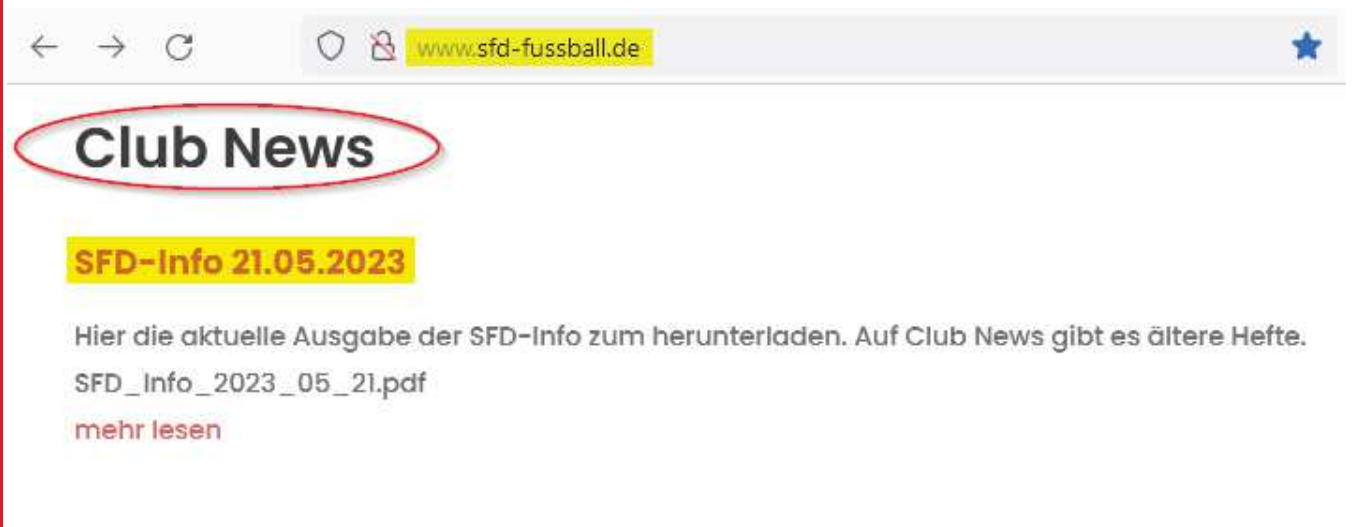 www.sfd-fussball.de
Club News
SFD-Info 21.05.2023
Hier die aktuelle Ausgabe der SFD-Info zum herunterladen. Auf Club News gibt es ältere Hefte.
SFD_Info_2023_05_21.pdf
mehr lesen